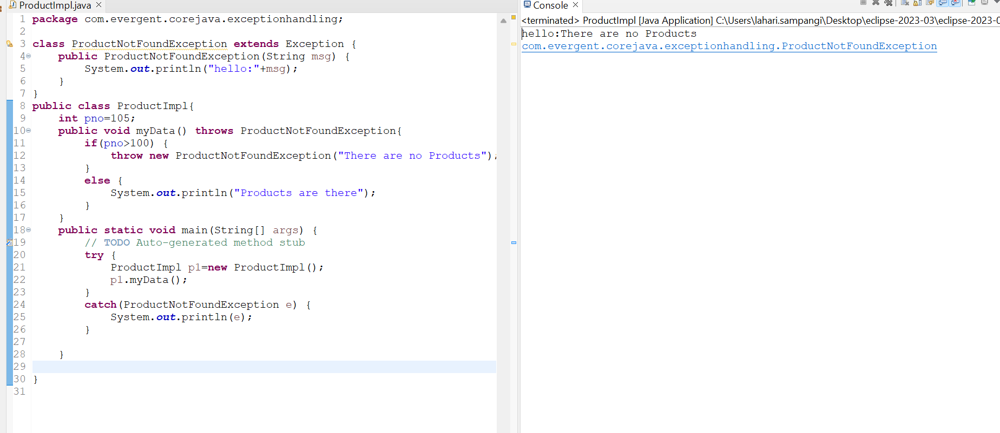 ProductImpl.java
1 package com.evergent.corejava.exceptionhandling;
2
3 class ProductNotFoundException extends Exception {
4     public ProductNotFoundException(String msg) {
5         System.out.println("hello:"+msg);
6     }
7 }
8 public class ProductImpl{
9     int pno=105;
10     public void myData() throws ProductNotFoundException{
11         if(pno>100) {
12             throw new ProductNotFoundException("There are no Products");
13         }
14         else {
15             System.out.println("Products are there");
16         }
17     }
18     public static void main(String[] args) {
19         // TODO Auto-generated method stub
20         try {
21             ProductImpl p1=new ProductImpl();
22             p1.myData();
23         }
24         catch(ProductNotFoundException e) {
25             System.out.println(e);
26         }
27
28     }
29
30 }
31
Console
<terminated> ProductImpl [Java Application] C:\Users\lahari.sampangi\Desktop\eclipse-2023-03\eclipse-2023-0
hello:There are no Products
com.evergent.corejava.exceptionhandling.ProductNotFoundException